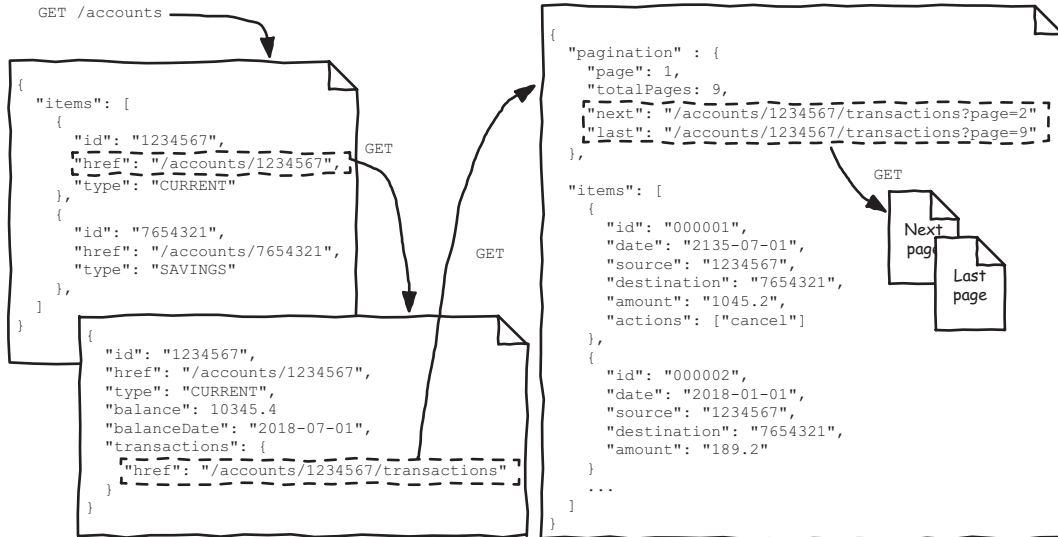 GET /accounts
{
"items": [
{
"id": "1234567",
"href": "/accounts/1234567",
"type": "CURRENT"
},
{
"id": "7654321",
"href": "/accounts/7654321",
"type": "SAVINGS"
},
]
}
GET
{
"id": "1234567",
"href": "/accounts/1234567",
"type": "CURRENT",
"balance": 10345.4
"balanceDate": "2018-07-01",
"transactions": {
"href": "/accounts/1234567/transactions"
}
}
GET
{
"pagination" : {
"page": 1,
"totalPages: 9,
"next": "/accounts/1234567/transactions?page=2"
"last": "/accounts/1234567/transactions?page=9"
},
"items": [
{
"id": "000001",
"date": "2135-07-01",
"source": "1234567",
"destination": "7654321",
"amount": "1045.2",
"actions": ["cancel"]
},
{
"id": "000002",
"date": "2018-01-01",
"source": "1234567",
"destination": "7654321",
"amount": "189.2"
}
...
]
}
GET
Next
page
Last
page